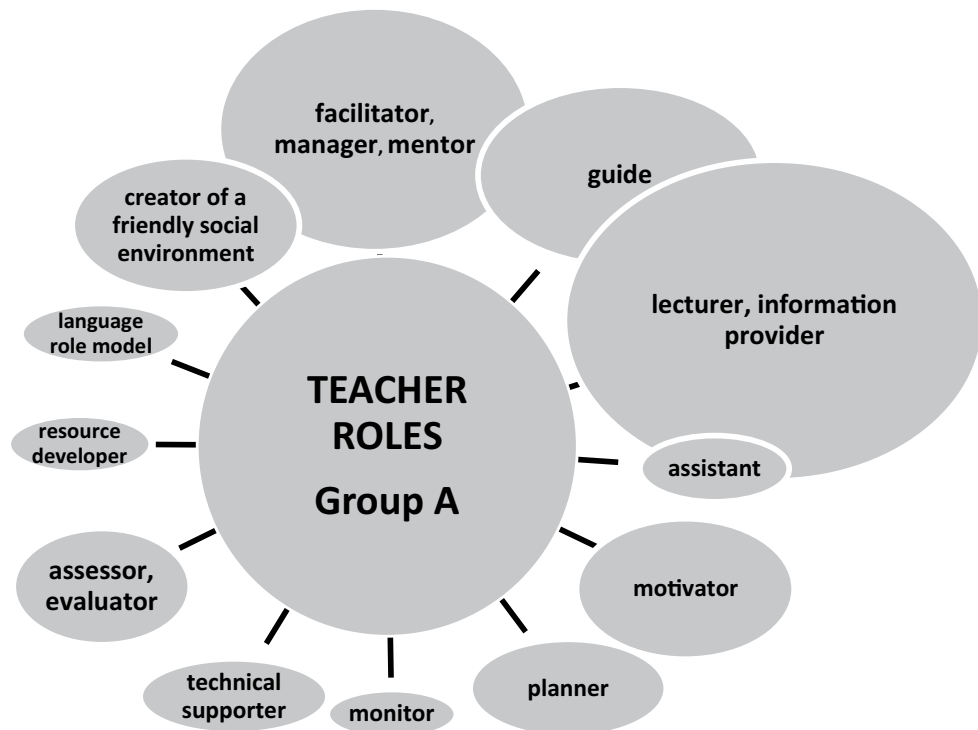 facilitator,
manager, mentor
guide
lecturer, information
provider
assistant
motivator
planner
monitor
technical
supporter
assessor,
evaluator
resource
developer
language
role model
creator of a
friendly social
environment
TEACHER
ROLES
Group A